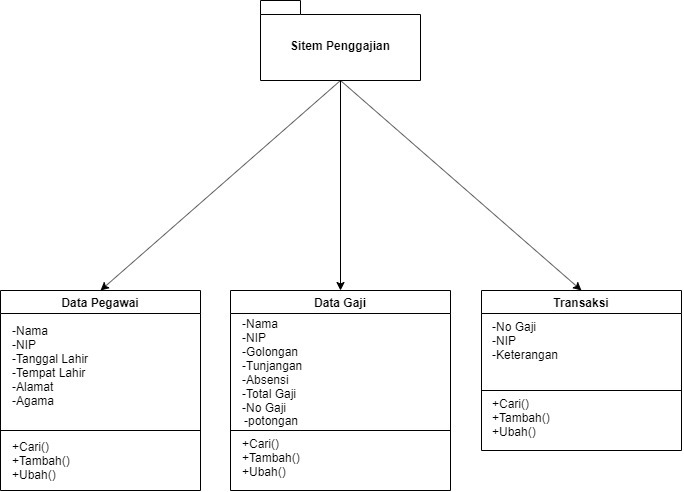 Sitem Penggajian
Data Pegawai
-Nama
-NIP
-Tanggal Lahir
-Tempat Lahir
-Alamat
-Agama
+Cari()
+Tambah()
+Ubah()
Data Gaji
-Nama
-NIP
-Golongan
-Tunjangan
-Absensi
-Total Gaji
-No Gaji
-potongan
+Cari()
+Tambah()
+Ubah()
Transaksi
-No Gaji
-NIP
-Keterangan
+Cari()
+Tambah()
+Ubah()